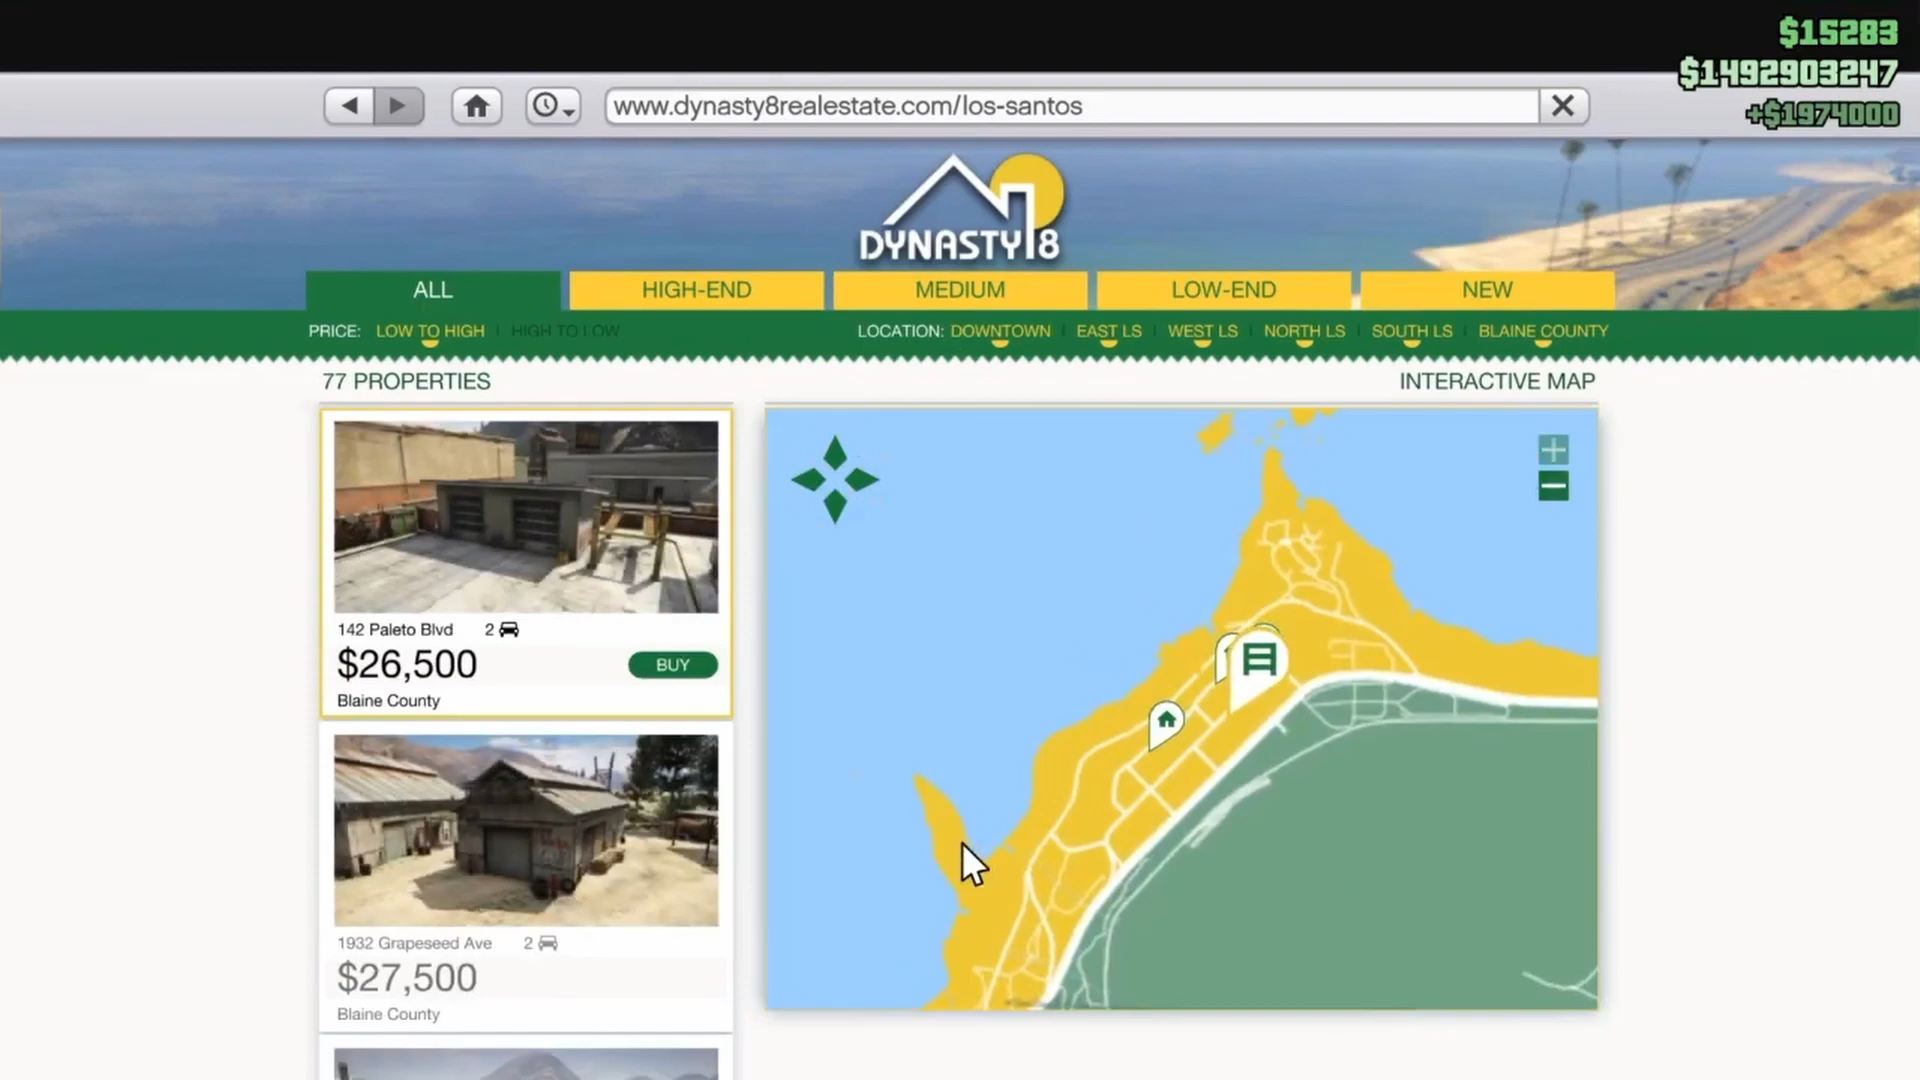 $15283
$1492903247
+$1974000
www.dynasty8realestate.com/los-santos
DYNASTY 8
ALL
HIGH-END
MEDIUM
LOW-END
NEW
PRICE: LOW TO HIGH | HIGH TO LOW
LOCATION: DOWNTOWN | EAST LS | WEST LS | NORTH LS | SOUTH LS | BLAINE COUNTY
77 PROPERTIES
INTERACTIVE MAP
142 Paleto Blvd 2
$26,500
BUY
Blaine County
1932 Grapeseed Ave 2
$27,500
Blaine County